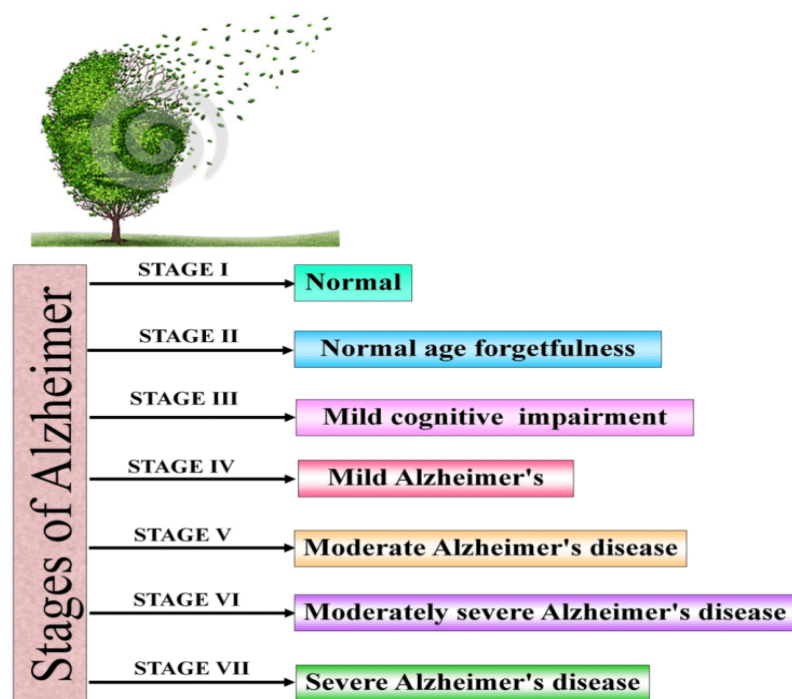 Stages of Alzheimer
STAGE I
Normal
STAGE II
Normal age forgetfulness
STAGE III
Mild cognitive impairment
STAGE IV
Mild Alzheimer's
STAGE V
Moderate Alzheimer's disease
STAGE VI
Moderately severe Alzheimer's disease
STAGE VII
Severe Alzheimer's disease